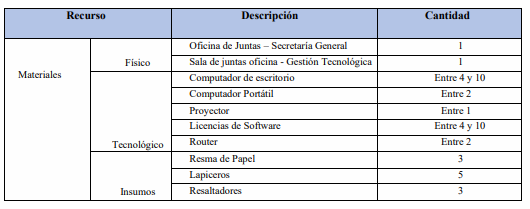 Recurso Descripción Cantidad
Materiales
Físico
Oficina de Juntas – Secretaría General 1
Sala de juntas oficina - Gestión Tecnológica 1
Tecnológico
Computador de escritorio Entre 4 y 10
Computador Portátil Entre 2
Proyector Entre 1
Licencias de Software Entre 4 y 10
Router Entre 2
Insumos
Resma de Papel 3
Lapiceros 5
Resaltadores 3